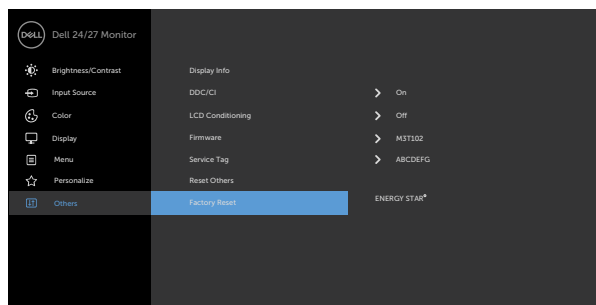 DELL Dell 24/27 Monitor
Brightness/Contrast Display Info
Input Source DDC/CI On
Color LCD Conditioning Off
Display Firmware M3T102
Menu Service Tag ABCDEFG
Personalize Reset Others
Others Factory Reset ENERGY STAR®